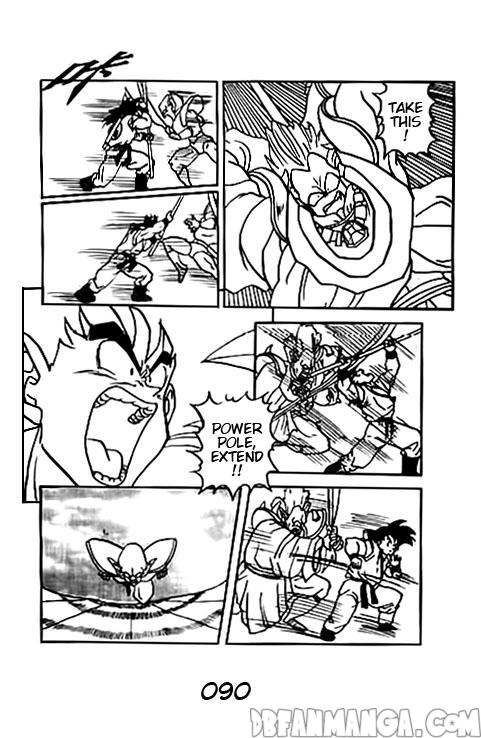 TAKE
THIS
!
POWER
POLE,
EXTEND
!!
090
DBFANMANGA.COM